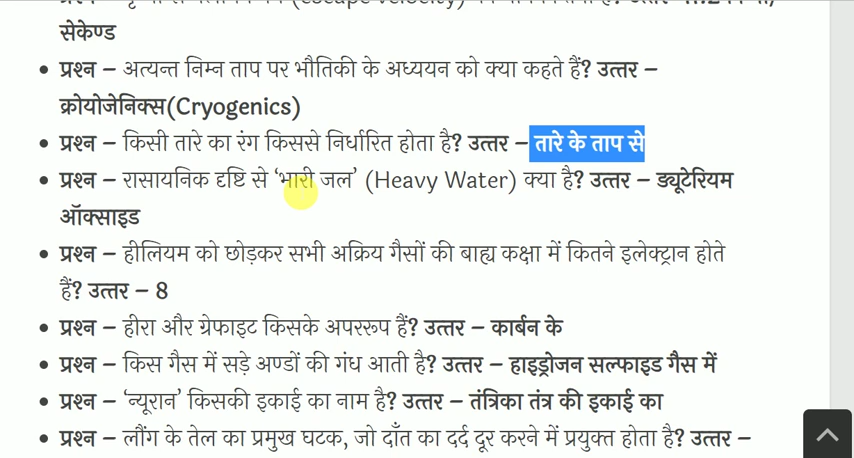 प्रश्न – अत्यन्त निम्न ताप पर भौतिकी के अध्ययन को क्या कहते हैं? उत्तर –
सेकेण्ड
क्रोयोजेनिक्स(Cryogenics)
प्रश्न – किसी तारे का रंग किससे निर्धारित होता है? उत्तर – तारे के ताप से
प्रश्न – रासायनिक दृष्टि से ‘भारी जल’ (Heavy Water) क्या है? उत्तर – ड्यूटेरियम
ऑक्साइड
प्रश्न – हीलियम को छोड़कर सभी अक्रिय गैसों की बाह्य कक्षा में कितने इलेक्ट्रान होते
हैं? उत्तर – 8
प्रश्न – हीरा और ग्रेफाइट किसके अपररूप हैं? उत्तर – कार्बन के
प्रश्न – किस गैस में सड़े अण्डों की गंध आती है? उत्तर – हाइड्रोजन सल्फाइड गैस में
प्रश्न – ‘न्यूरान’ किसकी इकाई का नाम है? उत्तर – तंत्रिका तंत्र की इकाई का
प्रश्न – लौंग के तेल का प्रमुख घटक, जो दाँत का दर्द दूर करने में प्रयुक्त होता है? उत्तर –